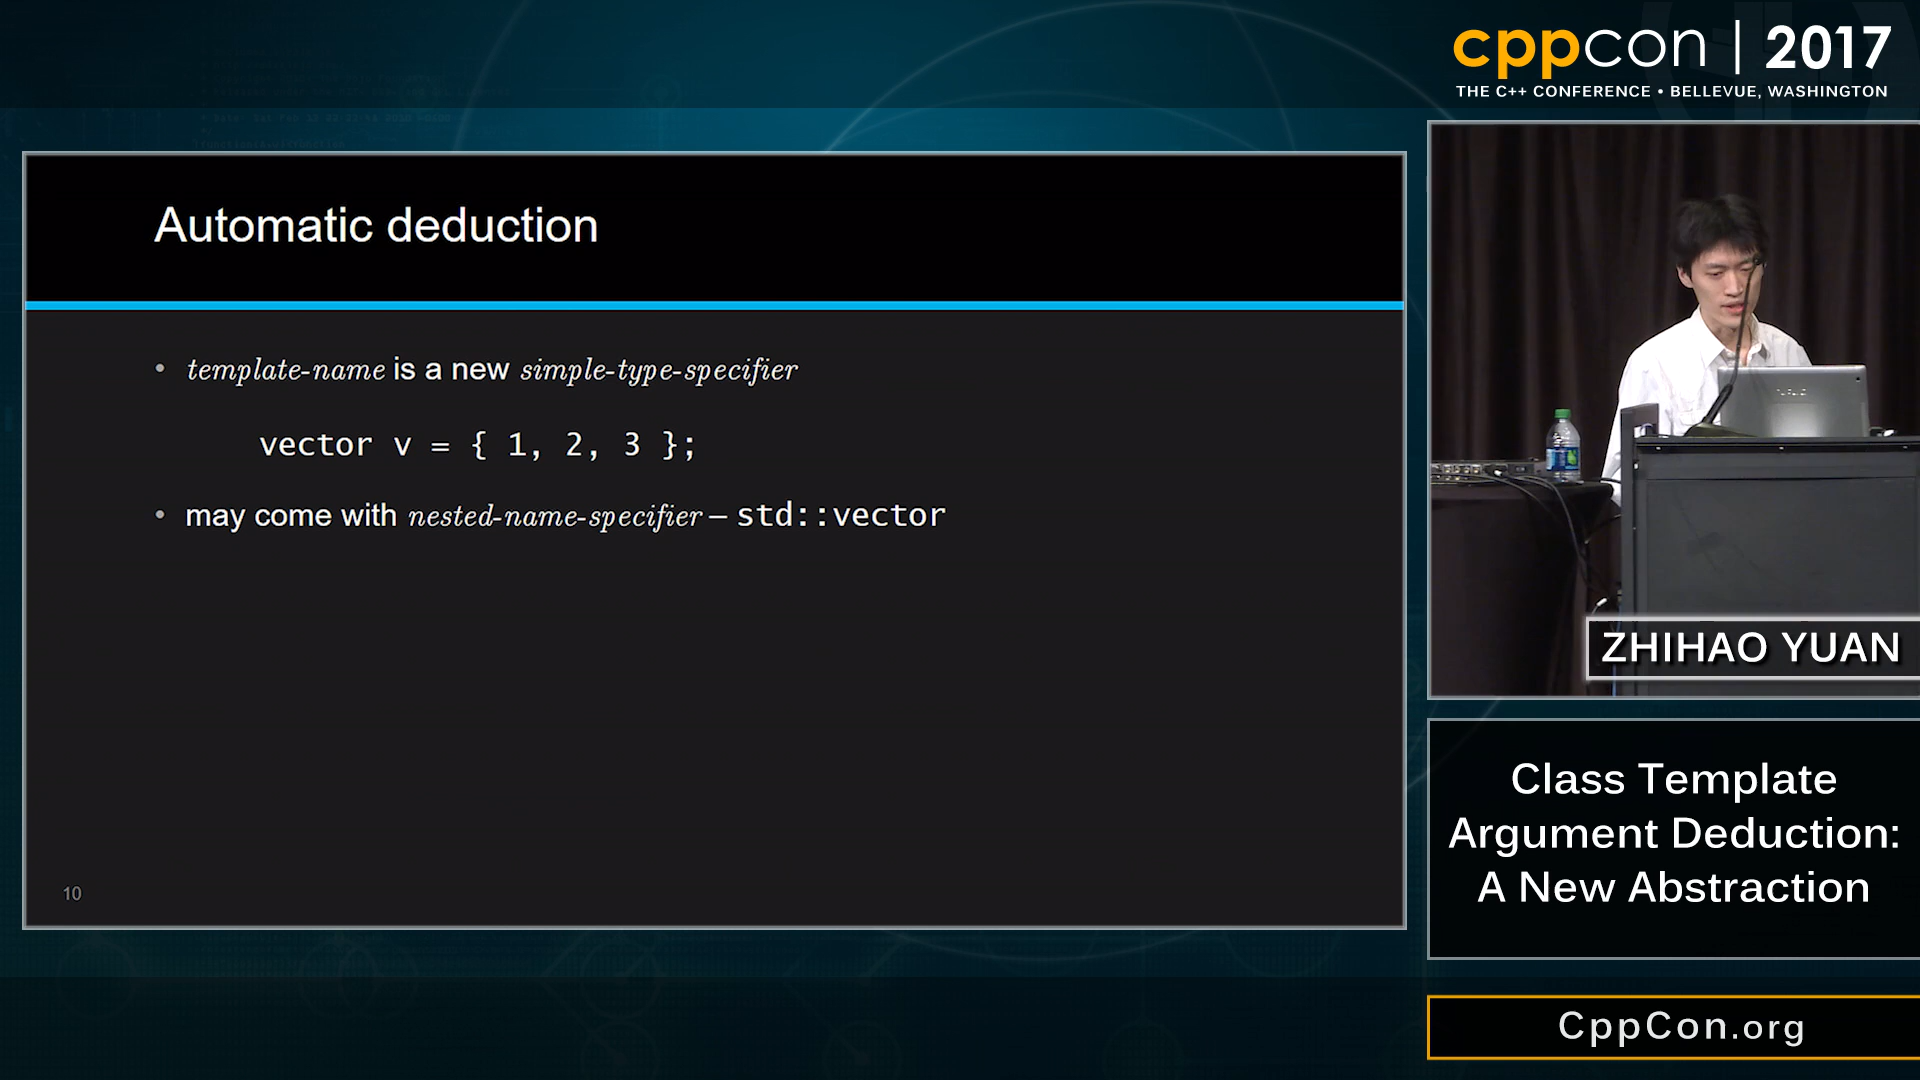 cppcon | 2017
THE C++ CONFERENCE • BELLEVUE, WASHINGTON
Automatic deduction
• template-name is a new simple-type-specifier
vector v = { 1, 2, 3 };
• may come with nested-name-specifier – std::vector
10
ZHIHAO YUAN
Class Template
Argument Deduction:
A New Abstraction
CppCon.org